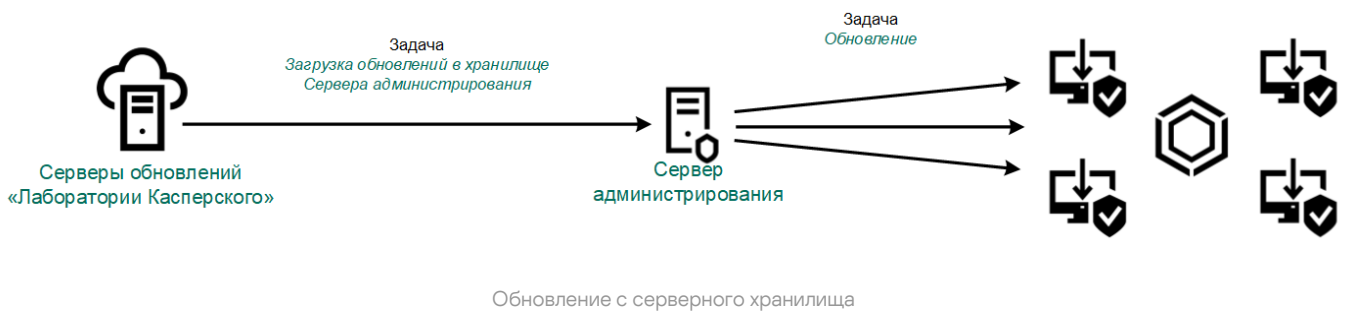 Задача
Обновление
Задача
Загрузка обновлений в хранилище
Сервера администрирования
Серверы обновлений
«Лаборатории Касперского»
Сервер
администрирования
Обновление с серверного хранилища